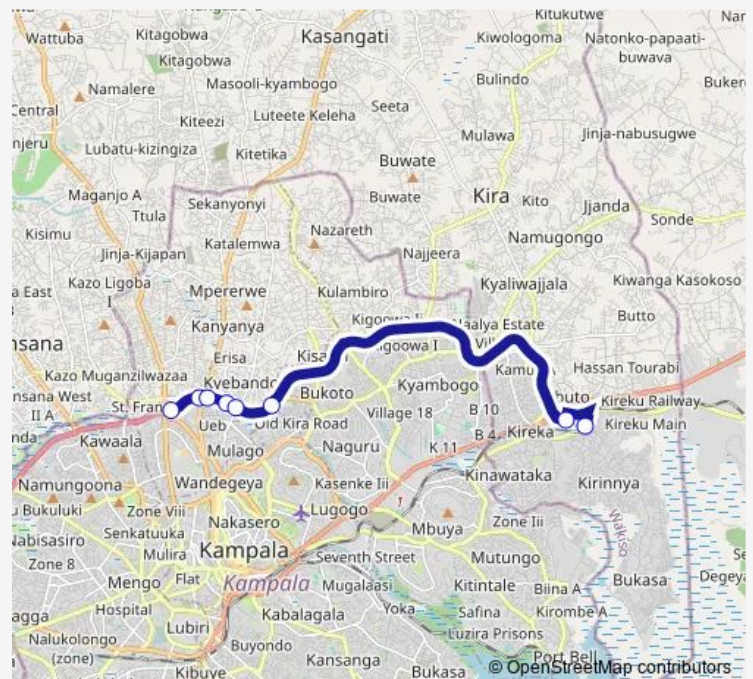 Kitukutwe
Wattuba
Kitagobwa
Kasangati
Kiwologoma
Natonko-papaati-
buwava
Kitagobwa
Namalere
Masooli-kyambogo
Bulindo
Central
Kiteezi
Luteete Keleha
Seeta
Mulawa
Jinja-nabusugwe
Lubatu-kizingiza
Kitetika
Buwate
Maganjo A
Sekanyonyi
Buwate
Kira
Kito
Jjanda
Ttula
Sonde
Kisimu
Katalemwa
Nazareth
Namugongo
Jinja-Kijapan
Najjeera
Kazo Ligoba
I
Mpererwe
Kulambiro
Kyaliwajjala
Kiwanga Kasokoso
a East
Kanyanya
Kigoowa
Naalya Estate
Butto
nsana
Erisa
Kisa
igoowa I
Vil
Kazo Muganzilwazaa
Kyebando
Kamu
Hassan Tourabi
nsana West
II A
St. Fran
Bukoto
Kyambogo
buto
Kireku Railway
Ueb
Old Kira Road
Village 18
B 10
Kireku Main
Kawaala
Mulago
Naguru
K 11
B 4
Kireka
Namungoona
Wandegeya
Kasenke Iii
Kinawataka
Kirinnya
u Bukuluki
Zone Viii
Lugogo
Nabisasiro
Senkatuuka
Nakasero
Mbuya
Zone Iii
Wakiso
Zone 8
Mulira
Kampala
Seventh Street
Mutungo
Bukasa
Degeya
Mengo
Flat
Kampala
Mugalaasi
Kitintale
Biina A
Hospital
Kabalagala
Yoka
Safina
Kirombe A
Lubiri
Luzira Prisons
Nalukolongo
(zone)
Buyondo
Kansanga
Port Bell
Kibuye
Bukasa
© OpenStreetMap contributors